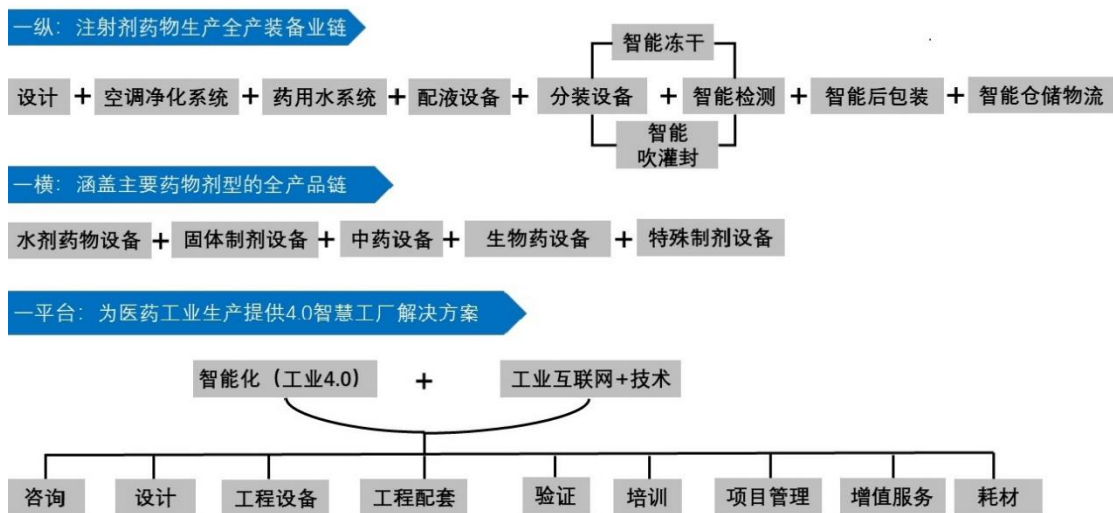 一纵：注射剂药物生产全产装备业链
智能冻干
设计 + 空调净化系统 + 药用水系统 + 配液设备 + 分装设备 + 智能检测 + 智能后包装 + 智能仓储物流
智能
吹灌封
一横：涵盖主要药物剂型的全产品链
水剂药物设备 + 固体制剂设备 + 中药设备 + 生物药设备 + 特殊制剂设备
一平台：为医药工业生产提供4.0智慧工厂解决方案
智能化（工业4.0） + 工业互联网+技术
咨询 设计 工程设备 工程配套 验证 培训 项目管理 增值服务 耗材